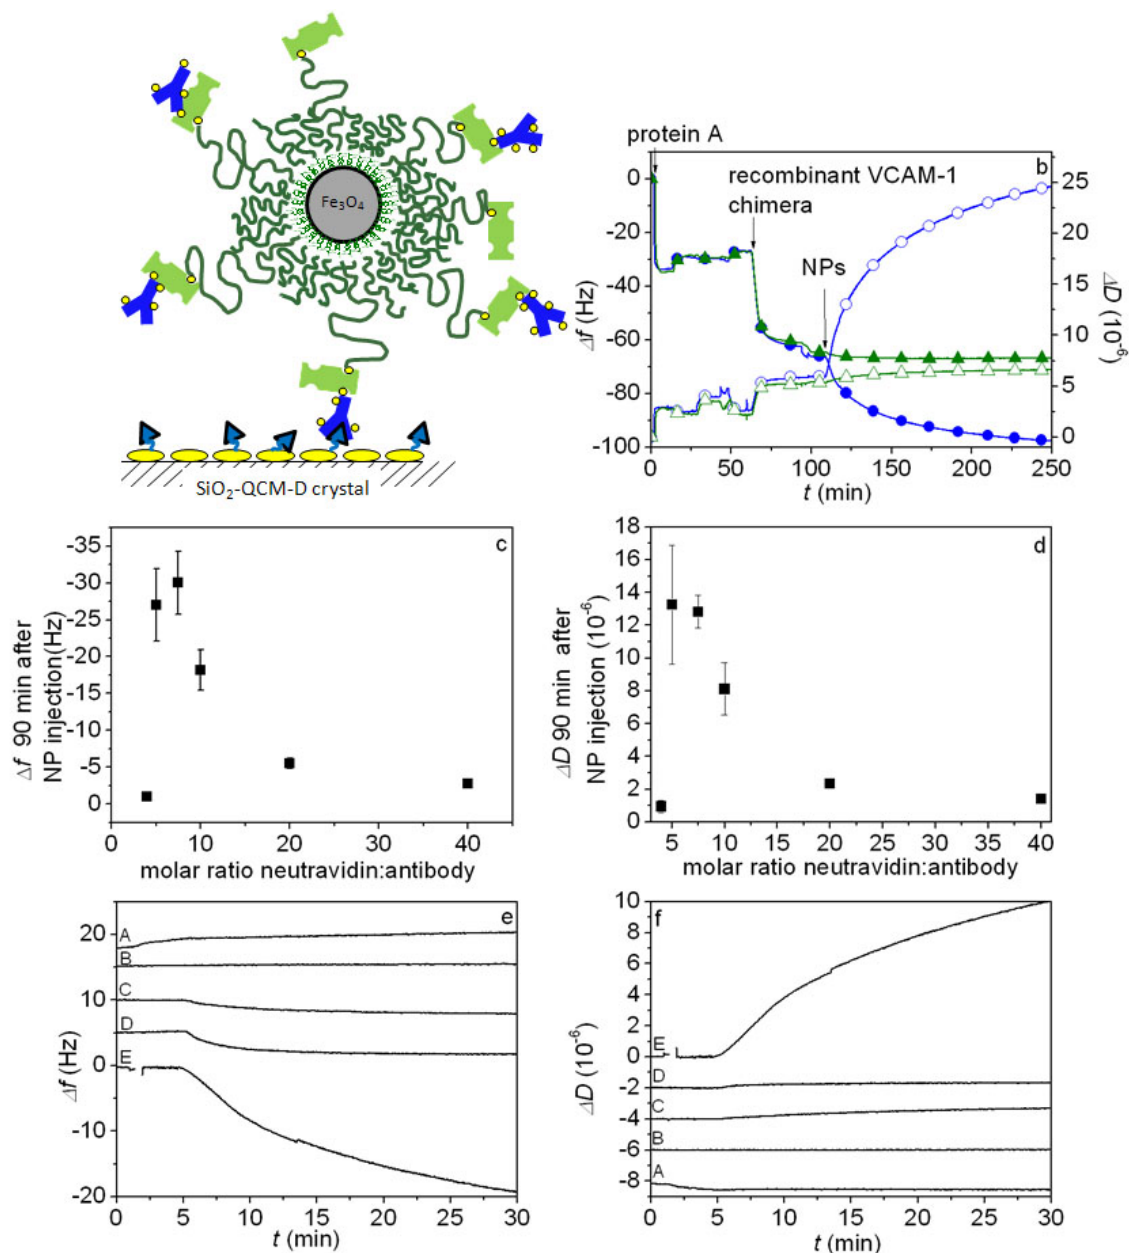 Fe₃O₄
SiO₂-QCM-D crystal
protein A
recombinant VCAM-1
chimera
NPs
b
0
-20
-40
-60
-80
-100
Δf (Hz)
25
20
15
10
5
0
ΔD (10⁻⁶)
0 50 100 150 200 250
t (min)
c
-35
-30
-25
-20
-15
-10
-5
0
Δf 90 min after
NP injection(Hz)
0 10 20 30 40
molar ratio neutravidin:antibody
d
18
16
14
12
10
8
6
4
2
0
ΔD 90 min after
NP injection (10⁻⁶)
5 10 15 20 25 30 35 40
molar ratio neutravidin:antibody
e
20
10
0
-10
-20
Δf (Hz)
A
B
C
D
E
0 5 10 15 20 25 30
t (min)
f
10
8
6
4
2
0
-2
-4
-6
-8
ΔD (10⁻⁶)
E
D
C
B
A
0 5 10 15 20 25 30
t (min)